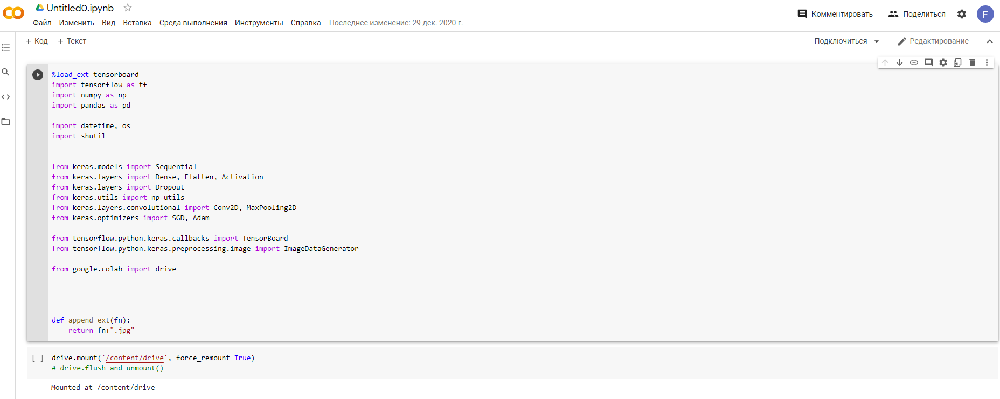 Untitled0.ipynb
Файл Изменить Вид Вставка Среда выполнения Инструменты Справка Последнее изменение: 29 дек. 2020 г.
Комментировать Поделиться F
+ Код + Текст
Подключиться Редактирование
%load_ext tensorboard
import tensorflow as tf
import numpy as np
import pandas as pd
import datetime, os
import shutil
from keras.models import Sequential
from keras.layers import Dense, Flatten, Activation
from keras.layers import Dropout
from keras.utils import np_utils
from keras.layers.convolutional import Conv2D, MaxPooling2D
from keras.optimizers import SGD, Adam
from tensorflow.python.keras.callbacks import TensorBoard
from tensorflow.python.keras.preprocessing.image import ImageDataGenerator
from google.colab import drive
def append_ext(fn):
    return fn+".jpg"
[ ] drive.mount('/content/drive', force_remount=True)
# drive.flush_and_unmount()
Mounted at /content/drive